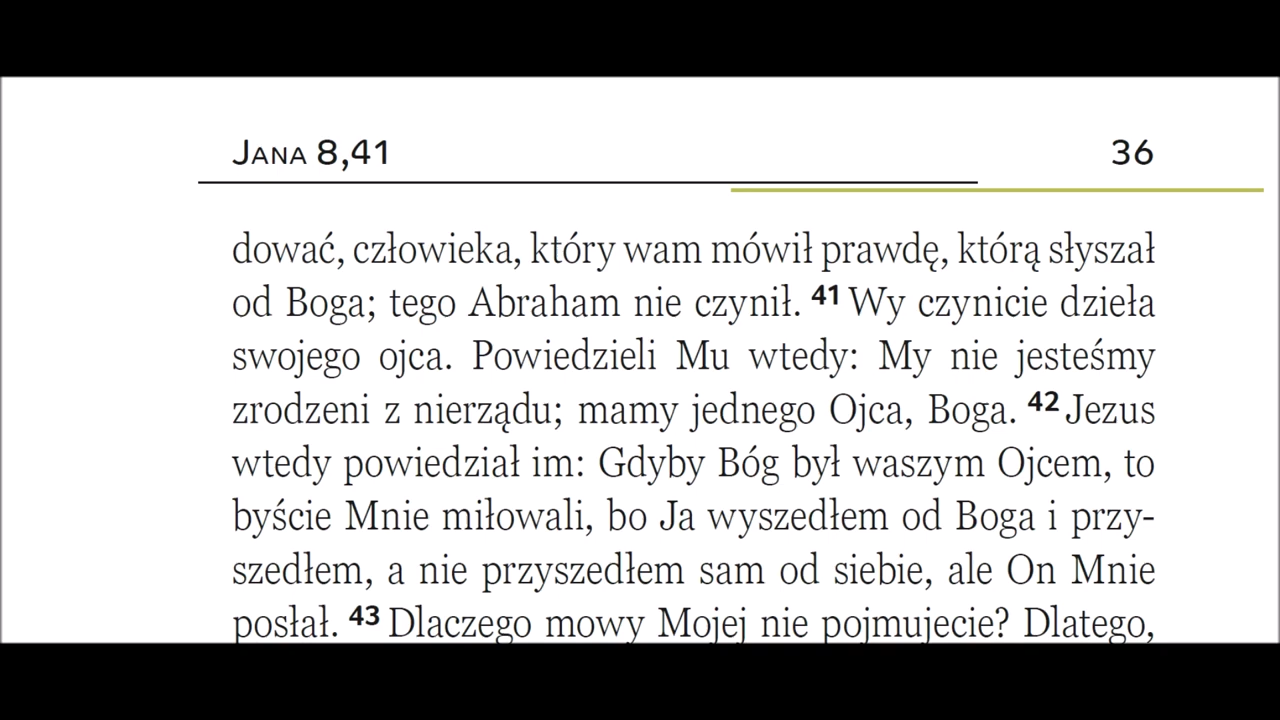 Jana 8,41 36
dować, człowieka, który wam mówił prawdę, którą słyszał
od Boga; tego Abraham nie czynił. 41 Wy czynicie dzieła
swojego ojca. Powiedzieli Mu wtedy: My nie jesteśmy
zrodzeni z nierządu; mamy jednego Ojca, Boga. 42 Jezus
wtedy powiedział im: Gdyby Bóg był waszym Ojcem, to
byście Mnie miłowali, bo Ja wyszedłem od Boga i przy-
szedłem, a nie przyszedłem sam od siebie, ale On Mnie
posłał. 43 Dlaczego mowy Mojej nie pojmujecie? Dlatego,